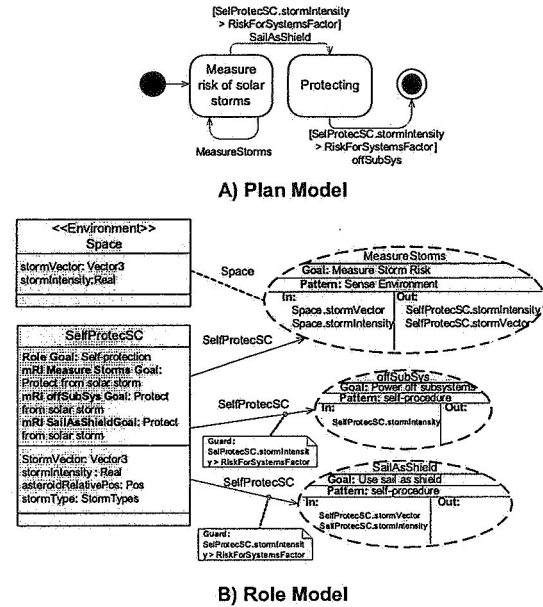 [SelProtecSC.stormIntensity
> RiskForSystemsFactor]
SailAsShield
Measure
risk of solar
storms
Protecting
MeasureStorms
[SelProtecSC.stormIntensity
> RiskForSystemsFactor]
offSubSys
A) Plan Model
<<Environment>>
Space
stormVector: Vector3
stormIntensity:Real
Space
MeasureStorms
Goal: Measure Storm Risk
Pattern: Sense Environment
In:
Out:
Space.stormVector
Space.stormIntensity
SelfProtecSC.stormIntensity
SelfProtecSC.stormVector
SelfProtecSC
SelfProtecSC
Role Goal: Self-protection
mRI Measure Storms Goal:
Protect from solar storm
mRI offSubSys Goal: Protect
from solar storm
mRI SailAsShieldGoal: Protect
from solar storm
StormVector: Vector3
stormIntensity : Real
asteroidRelativePos: Pos
stormType: StormTypes
SelfProtecSC
Guard:
SelProtecSC.stormIntensit
y > RiskForSystemsFactor
offSubSys
Goal: Power off subsystems
Pattern: self-procedure
In:
Out:
SelfProtecSC.stormIntensity
SelfProtecSC
Guard:
SelProtecSC.stormIntensit
y > RiskForSystemsFactor
SailAsShield
Goal: Use sail as shield
Pattern: self-procedure
In:
Out:
SelfProtecSC.stormVector
SelfProtecSC.stormIntensity
B) Role Model